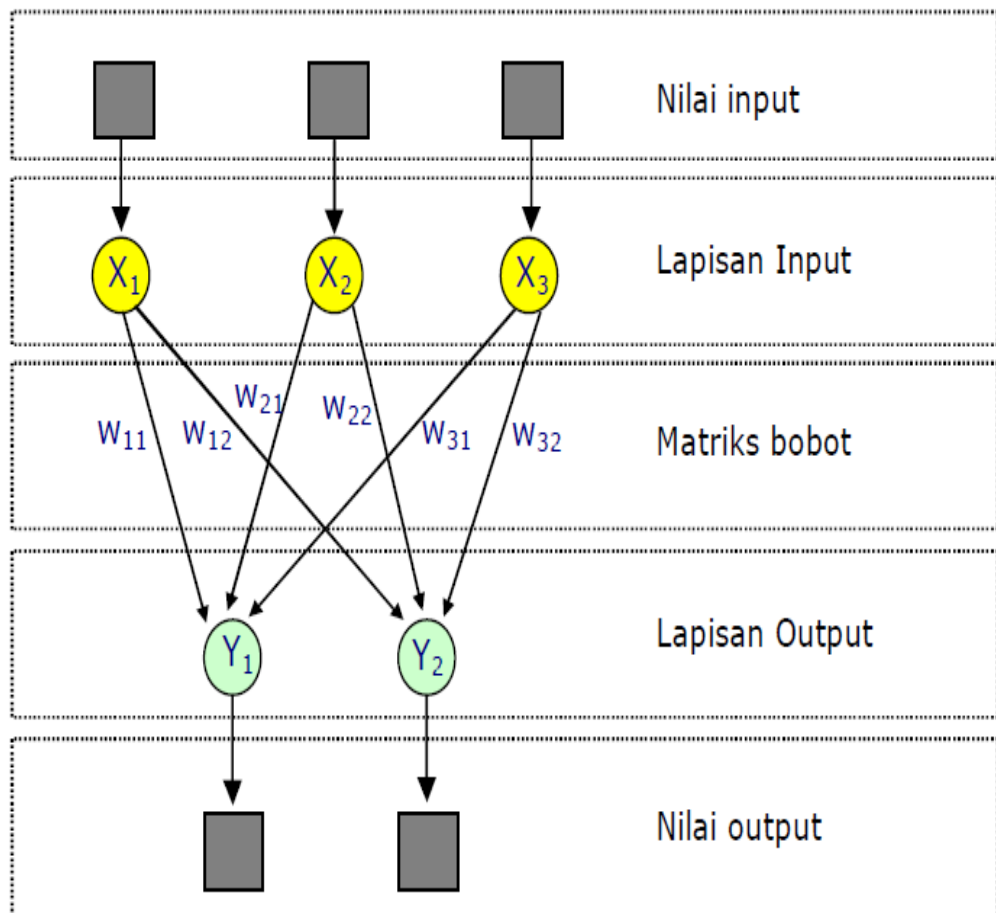 Nilai input
X₁ X₂ X₃ Lapisan Input
W₁₁ W₁₂ W₂₁ W₂₂ W₃₁ W₃₂ Matriks bobot
Y₁ Y₂ Lapisan Output
Nilai output